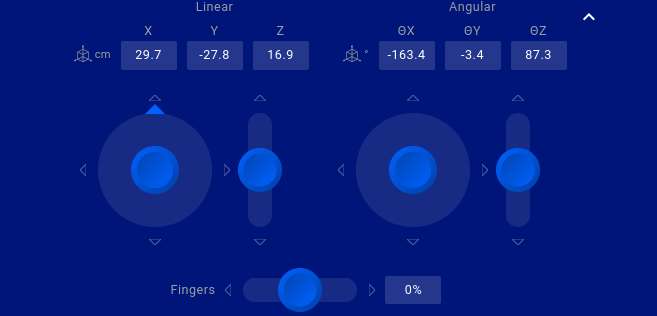 Linear Angular
X Y Z ΘX ΘY ΘZ
cm 29.7 -27.8 16.9 ° -163.4 -3.4 87.3
Fingers 0%